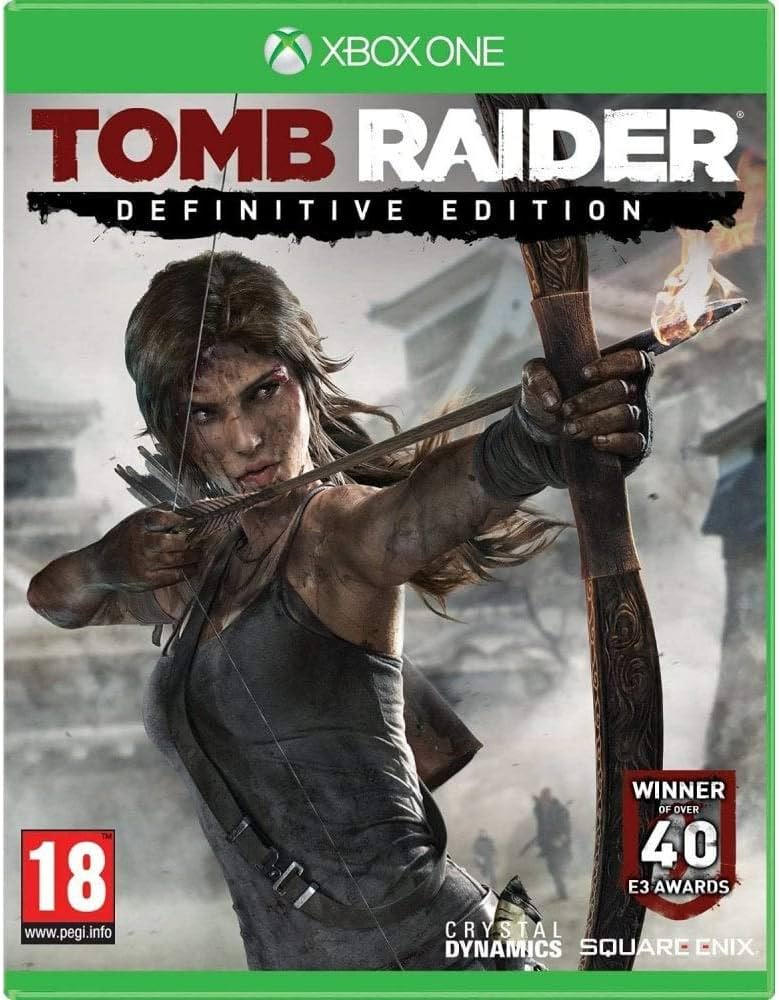 XBOX ONE
TOMB RAIDER®
DEFINITIVE EDITION
WINNER
OF OVER
40
E3 AWARDS
18™
www.pegi.info
CRYSTAL
DYNAMICS
SQUARE ENIX